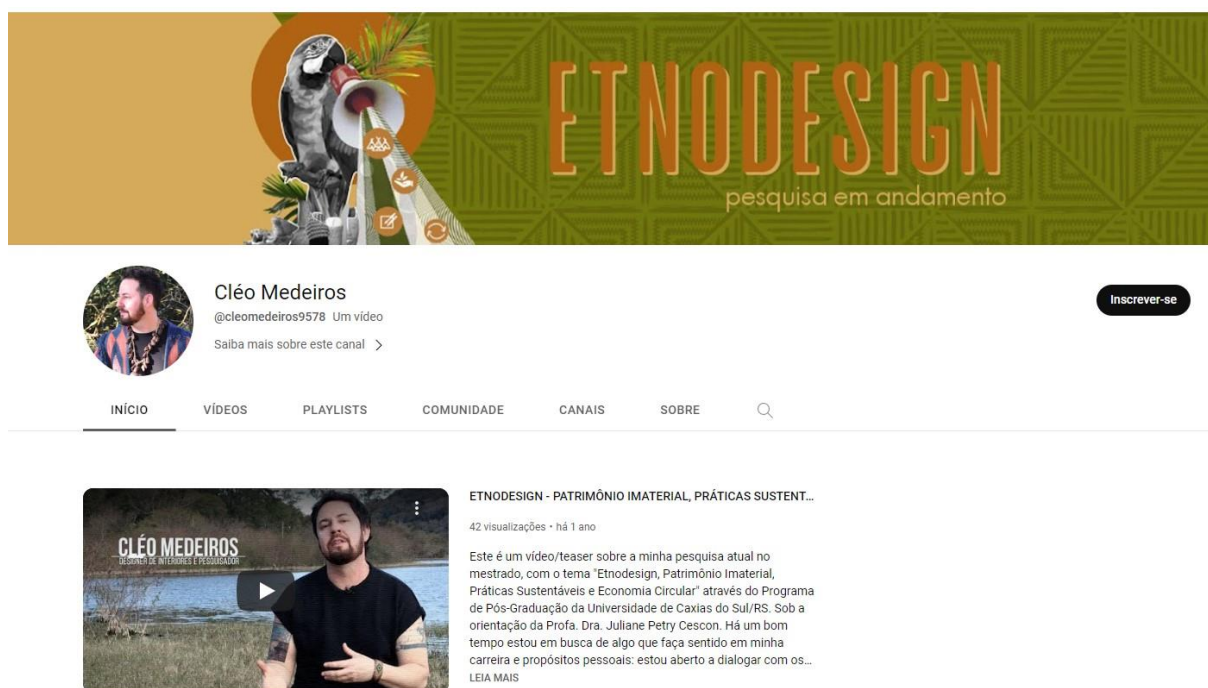 ETNODESIGN
pesquisa em andamento
Cléo Medeiros
@cleomedeiros9578 Um vídeo
Saiba mais sobre este canal >
Inscrever-se
INÍCIO VÍDEOS PLAYLISTS COMUNIDADE CANAIS SOBRE
CLÉO MEDEIROS
DESIGNER DE INTERIORES E PESQUISADOR
ETNODESIGN - PATRIMÔNIO IMATERIAL, PRÁTICAS SUSTENT...
42 visualizações • há 1 ano
Este é um vídeo/teaser sobre a minha pesquisa atual no
mestrado, com o tema "Etnodesign, Patrimônio Imaterial,
Práticas Sustentáveis e Economia Circular" através do Programa
de Pós-Graduação da Universidade de Caxias do Sul/RS. Sob a
orientação da Profa. Dra. Juliane Petry Cescon. Há um bom
tempo estou em busca de algo que faça sentido em minha
carreira e propósitos pessoais: estou aberto a dialogar com os...
LEIA MAIS